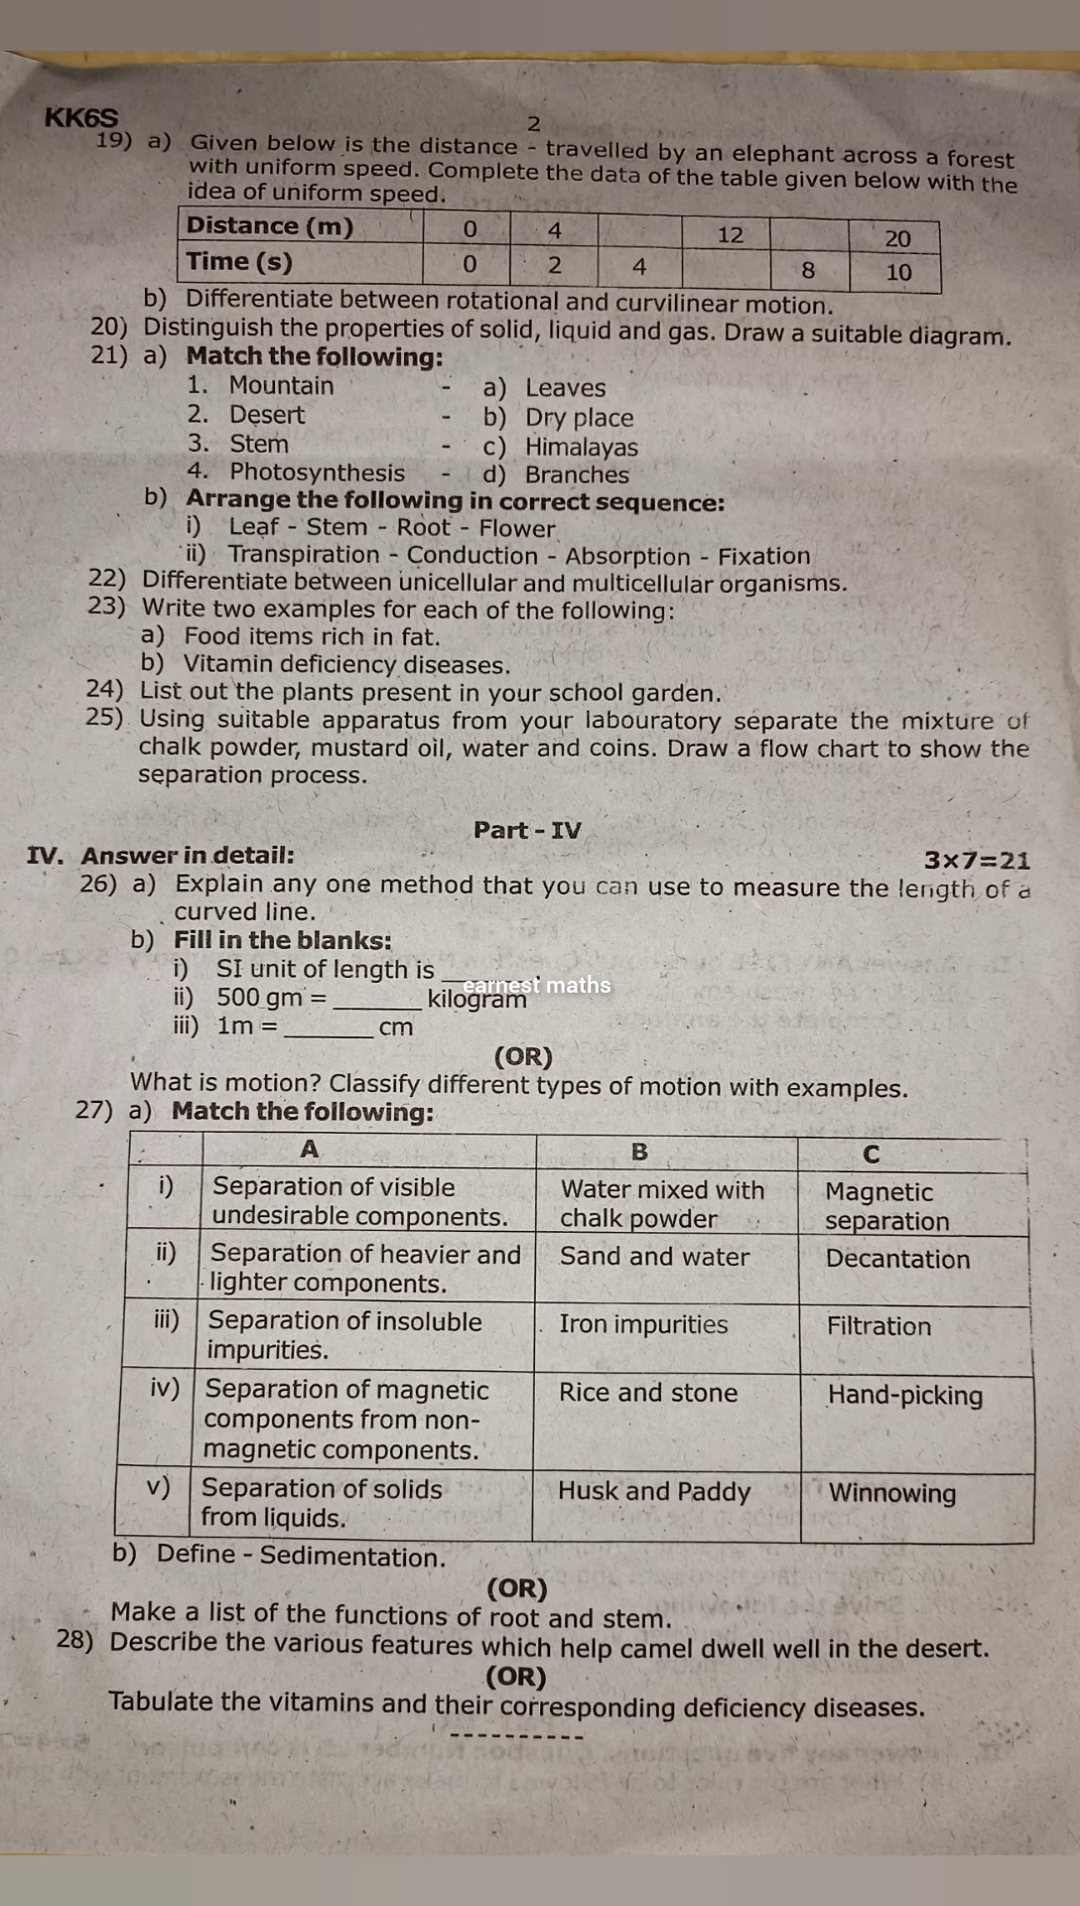 KK6S
2
19) a) Given below is the distance - travelled by an elephant across a forest
with uniform speed. Complete the data of the table given below with the
idea of uniform speed.
Distance (m) 0 4 12 20
Time (s) 0 2 4 8 10
b) Differentiate between rotational and curvilinear motion.
20) Distinguish the properties of solid, liquid and gas. Draw a suitable diagram.
21) a) Match the following:
1. Mountain - a) Leaves
2. Desert - b) Dry place
3. Stem - c) Himalayas
4. Photosynthesis - d) Branches
b) Arrange the following in correct sequence:
i) Leaf - Stem - Root - Flower
ii) Transpiration - Conduction - Absorption - Fixation
22) Differentiate between unicellular and multicellular organisms.
23) Write two examples for each of the following:
a) Food items rich in fat.
b) Vitamin deficiency diseases.
24) List out the plants present in your school garden.
25) Using suitable apparatus from your labouratory separate the mixture of
chalk powder, mustard oil, water and coins. Draw a flow chart to show the
separation process.
Part - IV
IV. Answer in detail: 3x7=21
26) a) Explain any one method that you can use to measure the length of a
curved line.
b) Fill in the blanks:
i) SI unit of length is ______.
earnest maths
ii) 500 gm = ______ kilogram
iii) 1m = ______ cm
(OR)
What is motion? Classify different types of motion with examples.
27) a) Match the following:
A B C
i) Separation of visible Water mixed with Magnetic
undesirable components. chalk powder separation
ii) Separation of heavier and Sand and water Decantation
lighter components.
iii) Separation of insoluble Iron impurities Filtration
impurities.
iv) Separation of magnetic Rice and stone Hand-picking
components from non-
magnetic components.
v) Separation of solids Husk and Paddy Winnowing
from liquids.
b) Define - Sedimentation.
(OR)
Make a list of the functions of root and stem.
28) Describe the various features which help camel dwell well in the desert.
(OR)
Tabulate the vitamins and their corresponding deficiency diseases.
----------